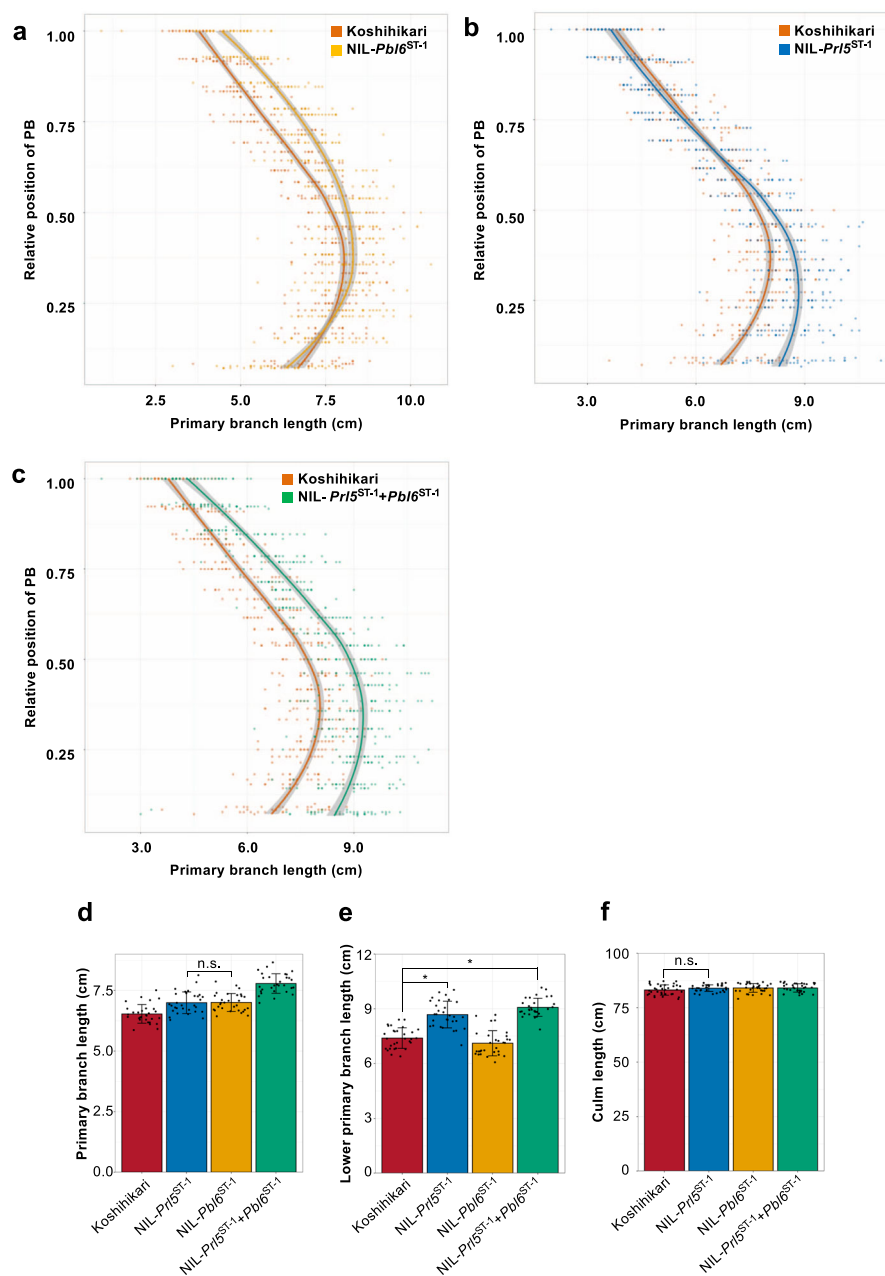 a
Koshihikari
NIL-Pbl6ST-1
1.00
0.75
0.50
0.25
Relative position of PB
2.5 5.0 7.5 10.0
Primary branch length (cm)
b
Koshihikari
NIL-Prl5ST-1
1.00
0.75
0.50
0.25
Relative position of PB
3.0 6.0 9.0
Primary branch length (cm)
c
Koshihikari
NIL- Prl5ST-1+Pbl6ST-1
1.00
0.75
0.50
0.25
Relative position of PB
3.0 6.0 9.0
Primary branch length (cm)
d
n.s.
7.5
5.0
2.5
0.0
Primary branch length (cm)
Koshihikari
NIL-Prl5ST-1
NIL-Pbl6ST-1
NIL-Prl5ST-1+Pbl6ST-1
e
*
*
12
9
6
3
0
Lower primary branch length (cm)
Koshihikari
NIL-Prl5ST-1
NIL-Pbl6ST-1
NIL-Prl5ST-1+Pbl6ST-1
f
n.s.
100
75
50
25
0
Culm length (cm)
Koshihikari
NIL-Prl5ST-1
NIL-Pbl6ST-1
NIL-Prl5ST-1+Pbl6ST-1